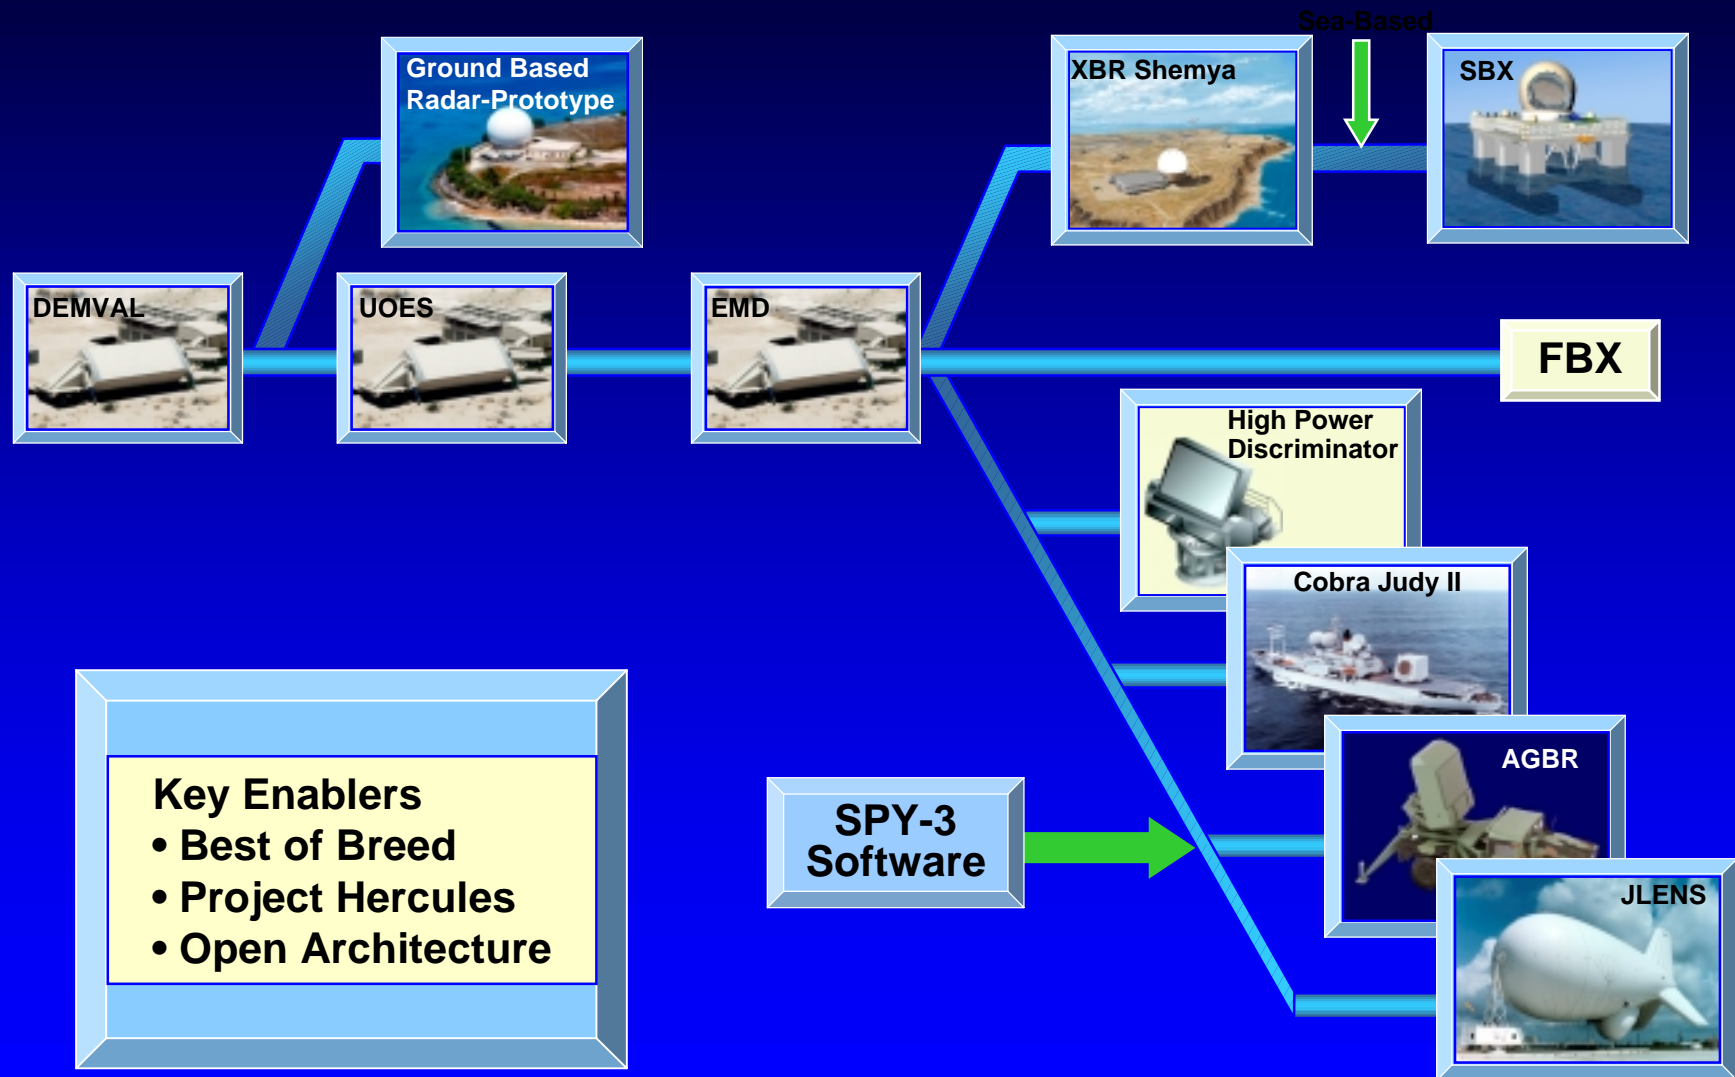 Sea-Based
Ground Based
Radar-Prototype
XBR Shemya
SBX
DEMVAL
UOES
EMD
FBX
High Power
Discriminator
Cobra Judy II
AGBR
JLENS
SPY-3
Software
Key Enablers
• Best of Breed
• Project Hercules
• Open Architecture